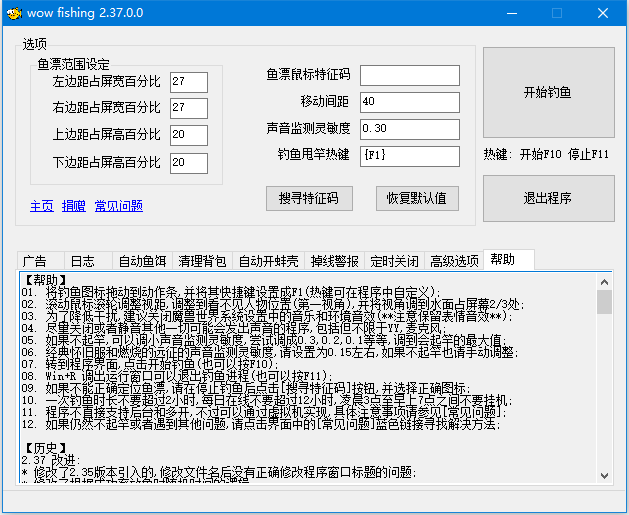 wow fishing 2.37.0.0
选项
鱼漂范围设定
左边距占屏宽百分比 27
右边距占屏宽百分比 27
上边距占屏高百分比 20
下边距占屏高百分比 20
主页 捐赠 常见问题
鱼漂鼠标特征码
移动间距 40
声音监测灵敏度 0.30
钓鱼甩竿热键 {F1}
搜寻特征码 恢复默认值
开始钓鱼
热键: 开始F10 停止F11
退出程序
广告 日志 自动鱼饵 清理背包 自动开蚌壳 掉线警报 定时关闭 高级选项 帮助
【帮助】
01. 将钓鱼图标拖动到动作条,并将其快捷键设置成F1(热键可在程序中自定义);
02. 滚动鼠标滚轮调整视距,调整到看不见人物位置(第一视角),并将视角调到水面占屏幕2/3处;
03. 为了降低干扰,建议关闭魔兽世界系统设置中的音乐和环境音效(**注意保留表情音效**);
04. 尽量关闭或者静音其他一切可能会发出声音的程序,包括但不限于YY,麦克风;
05. 如果不起竿,可以调小声音监测灵敏度,尝试调成0.3,0.2,0.1等等,调到会起竿的最大值;
06. 经典怀旧服和燃烧的远征的声音监测灵敏度,请设置为0.15左右,如果不起竿也请手动调整;
07. 转到程序界面,点击开始钓鱼(也可以按F10);
08. Win+R 调出运行窗口可以退出钓鱼进程(也可以按F11);
09. 如果不能正确定位鱼漂,请在停止钓鱼后点击[搜寻特征码]按钮,并选择正确图标;
10. 一次钓鱼时长不要超过2小时,每日在线不要超过12小时,凌晨3点至早上7点之间不要挂机;
11. 程序不直接支持后台和多开,不过可以通过虚拟机实现,具体注意事项请参见[常见问题];
12. 如果仍然不起竿或者遇到其他问题,请点击界面中的[常见问题]蓝色链接寻找解决方法;
【历史】
2.37 改进:
* 修改了2.35版本引入的,修改文件名后没有正确修改程序窗口标题的问题;